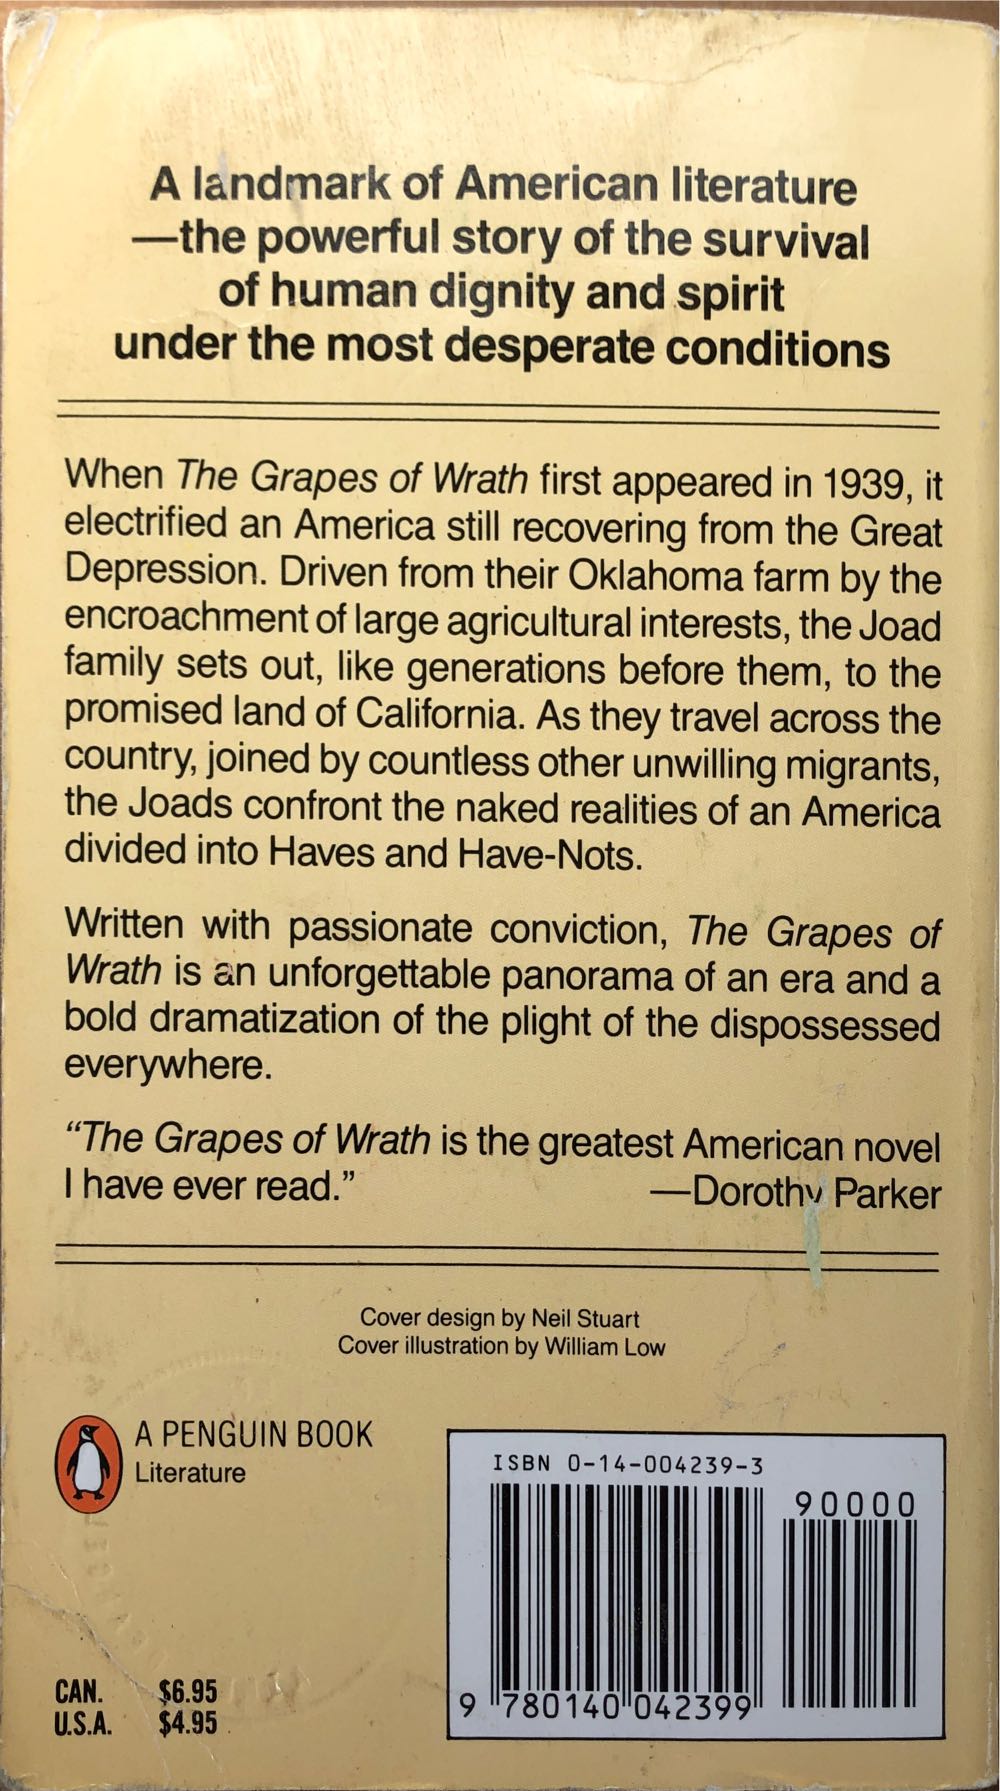 A landmark of American literature
—the powerful story of the survival
of human dignity and spirit
under the most desperate conditions
When The Grapes of Wrath first appeared in 1939, it
electrified an America still recovering from the Great
Depression. Driven from their Oklahoma farm by the
encroachment of large agricultural interests, the Joad
family sets out, like generations before them, to the
promised land of California. As they travel across the
country, joined by countless other unwilling migrants,
the Joads confront the naked realities of an America
divided into Haves and Have-Nots.
Written with passionate conviction, The Grapes of
Wrath is an unforgettable panorama of an era and a
bold dramatization of the plight of the dispossessed
everywhere.
“The Grapes of Wrath is the greatest American novel
I have ever read.” —Dorothy Parker
Cover design by Neil Stuart
Cover illustration by William Low
A PENGUIN BOOK
Literature
ISBN 0-14-004239-3
90000
9 780140 042399
CAN. $6.95
U.S.A. $4.95